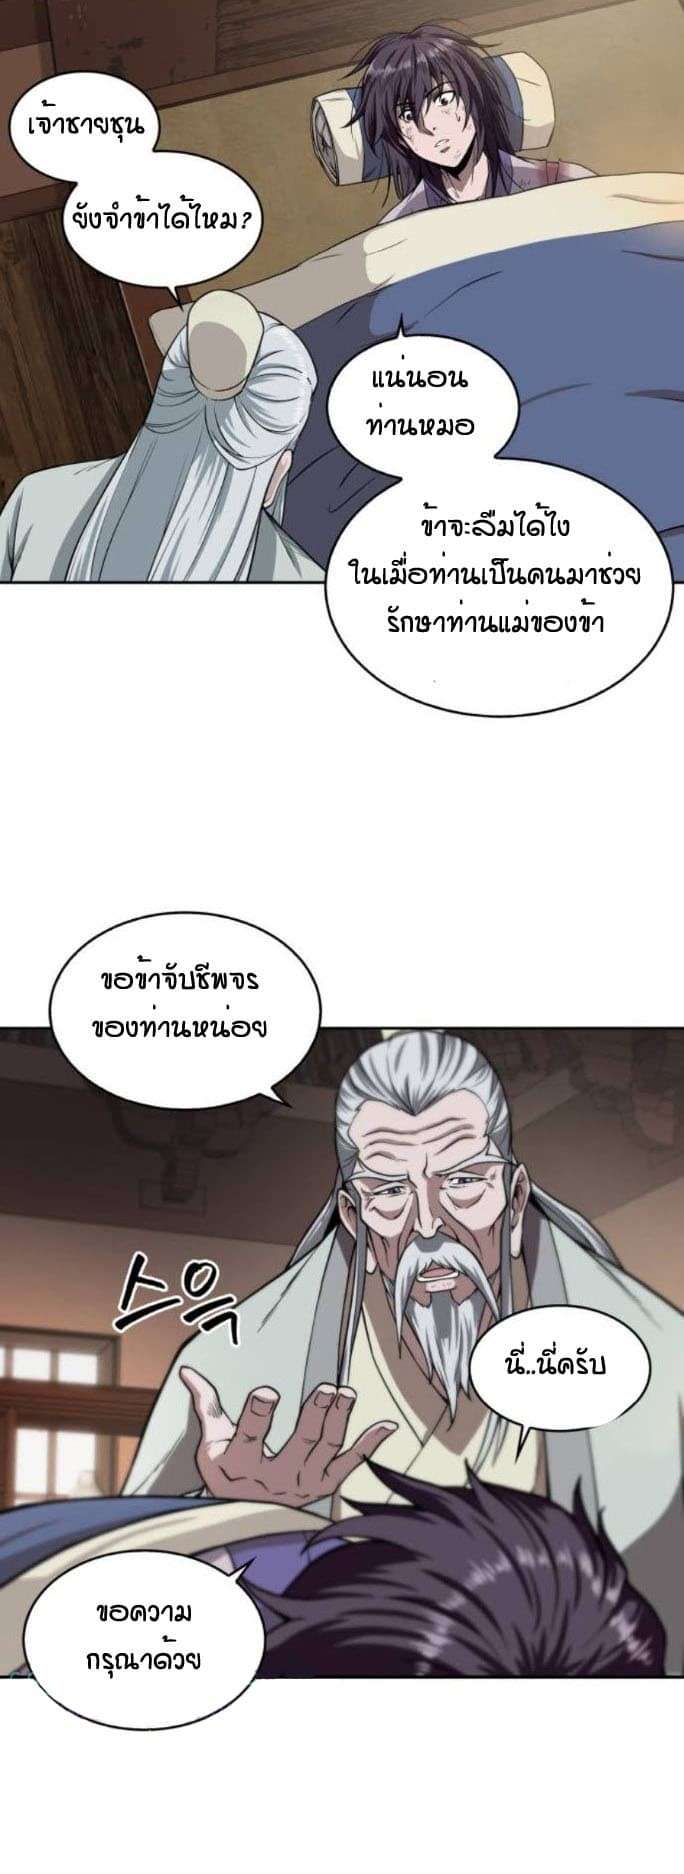 เจ้าชายชุน
ยังจำข้าได้ไหม?
แน่นอน
ท่านหมอ
ข้าจะลืมได้ไง
ในเมื่อท่านเป็นคนมาช่วย
รักษาท่านแม่ของข้า
ขอข้าจับชีพจร
ของท่านหน่อย
스윽
นี่..นี่ครับ
ขอความ
กรุณาด้วย